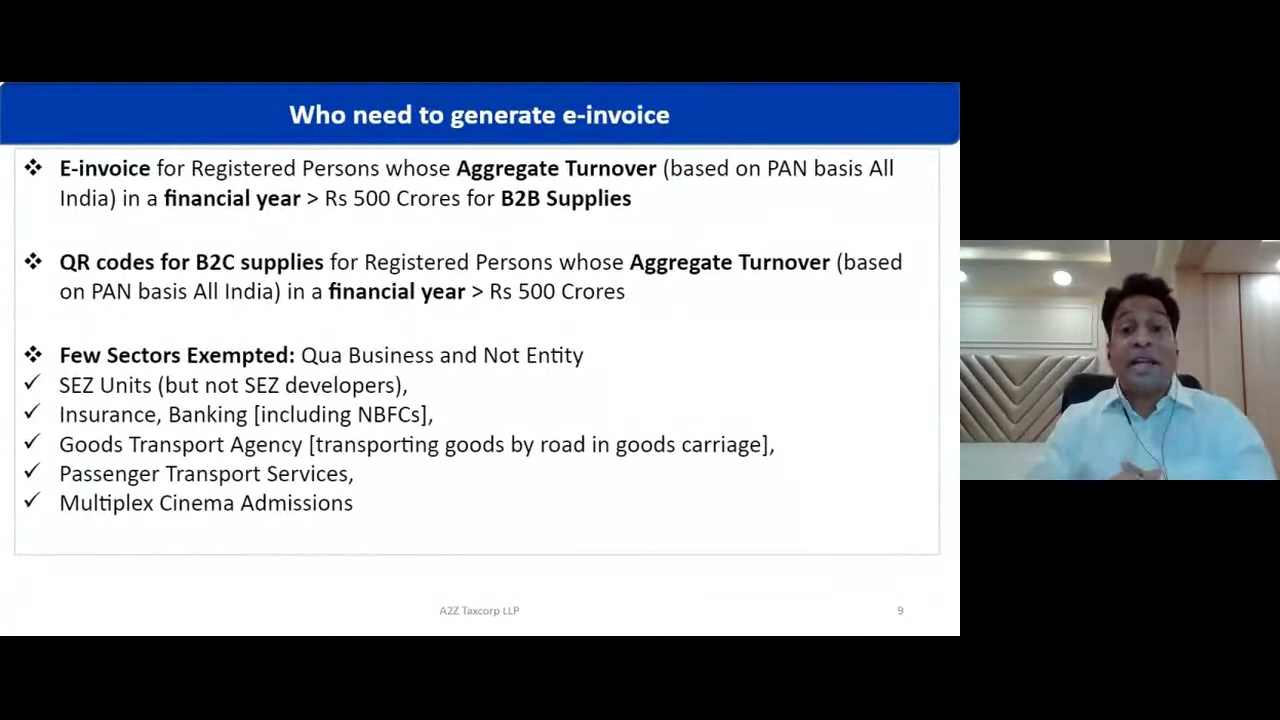 Who need to generate e-invoice
❖ E-invoice for Registered Persons whose Aggregate Turnover (based on PAN basis All
India) in a financial year > Rs 500 Crores for B2B Supplies
❖ QR codes for B2C supplies for Registered Persons whose Aggregate Turnover (based
on PAN basis All India) in a financial year > Rs 500 Crores
❖ Few Sectors Exempted: Qua Business and Not Entity
✓ SEZ Units (but not SEZ developers),
✓ Insurance, Banking [including NBFCs],
✓ Goods Transport Agency [transporting goods by road in goods carriage],
✓ Passenger Transport Services,
✓ Multiplex Cinema Admissions
A2Z Taxcorp LLP
9